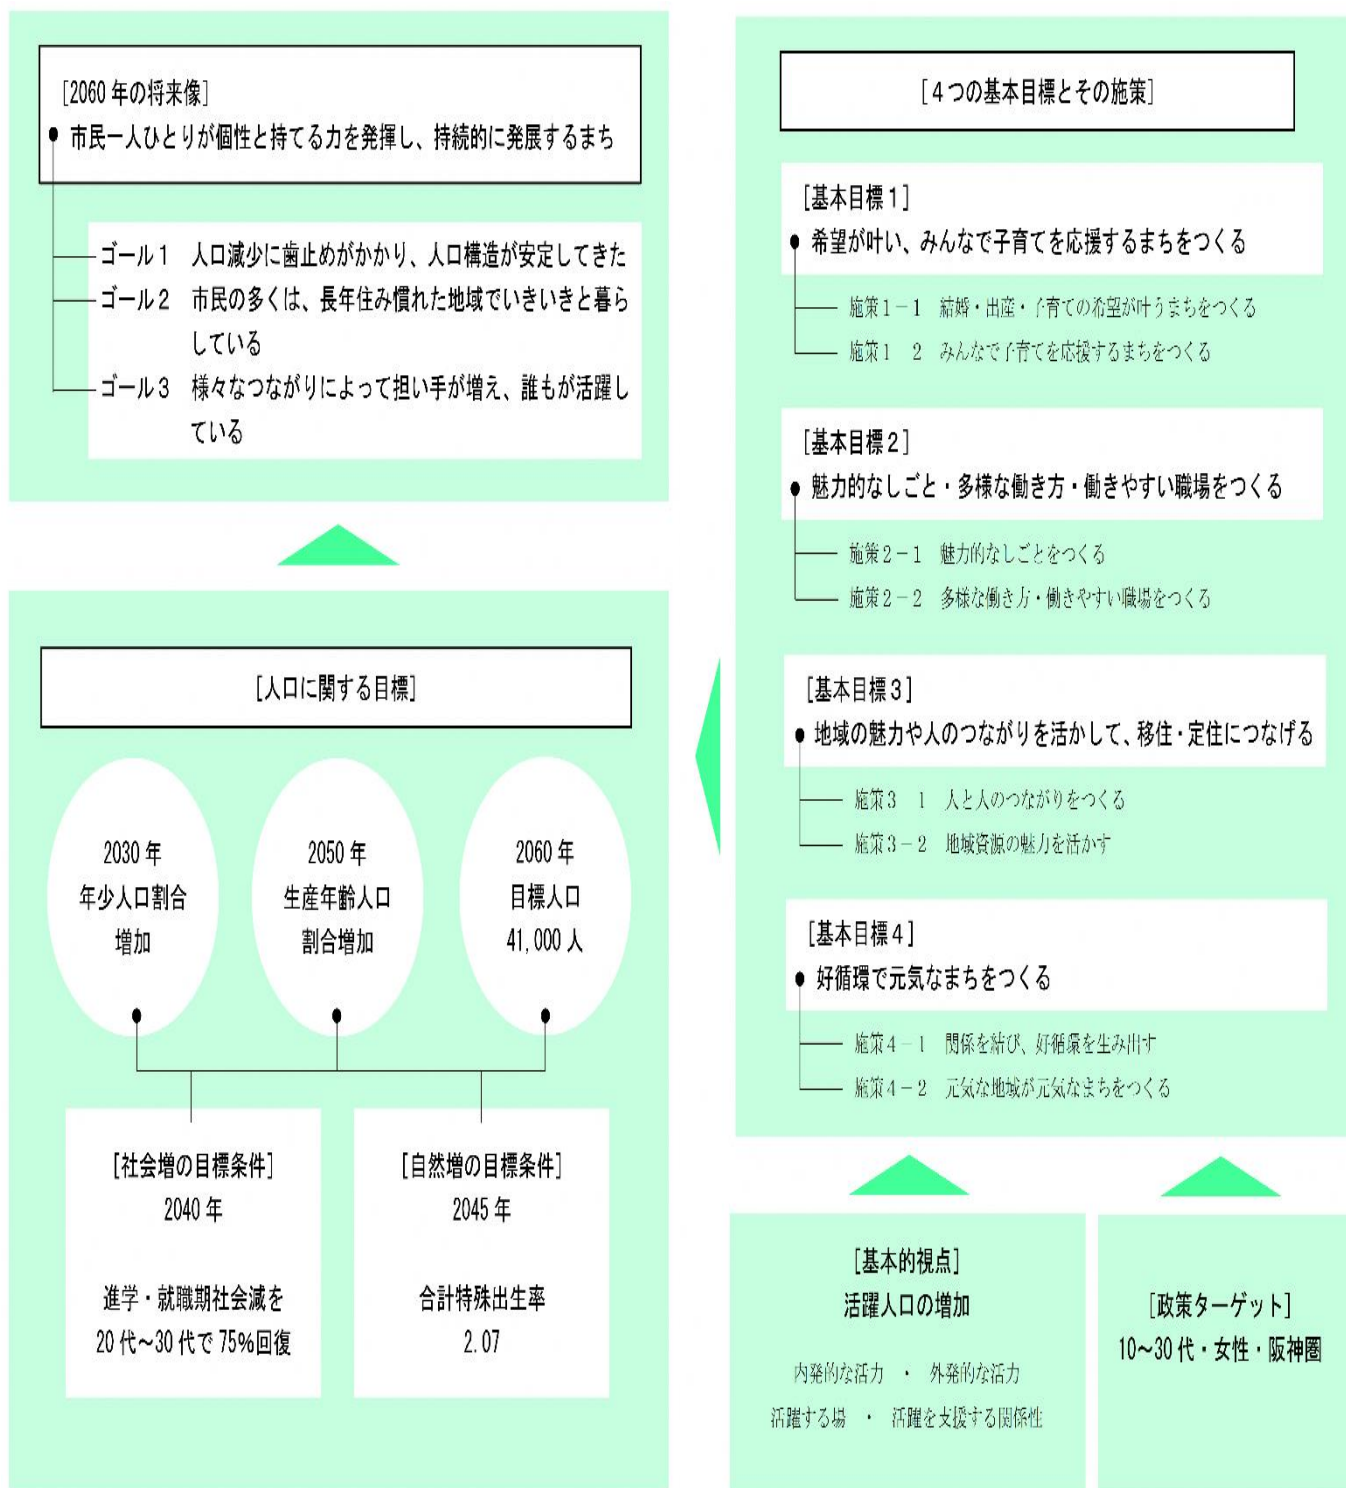 [2060年の将来像]
市民一人ひとりが個性と持てる力を発揮し、持続的に発展するまち
ゴール1 人口減少に歯止めがかかり、人口構造が安定してきた
ゴール2 市民の多くは、長年住み慣れた地域でいきいきと暮ら
している
ゴール3 様々なつながりによって担い手が増え、誰もが活躍し
ている
[人口に関する目標]
2030年
年少人口割合
増加
2050年
生産年齢人口
割合増加
2060年
目標人口
41,000人
[社会増の目標条件]
2040年
進学・就職期社会減を
20代～30代で75%回復
[自然増の目標条件]
2045年
合計特殊出生率
2.07
[4つの基本目標とその施策]
[基本目標1]
希望が叶い、みんなで子育てを応援するまちをつくる
施策1－1 結婚・出産・子育ての希望が叶うまちをつくる
施策1 2 みんなで子育てを応援するまちをつくる
[基本目標2]
魅力的なしごと・多様な働き方・働きやすい職場をつくる
施策2－1 魅力的なしごとをつくる
施策2－2 多様な働き方・働きやすい職場をつくる
[基本目標3]
地域の魅力や人のつながりを活かして、移住・定住につなげる
施策3 1 人と人のつながりをつくる
施策3－2 地域資源の魅力を活かす
[基本目標4]
好循環で元気なまちをつくる
施策4－1 関係を結び、好循環を生み出す
施策4－2 元気な地域が元気なまちをつくる
[基本的視点]
活躍人口の増加
内発的な活力 ・ 外発的な活力
活躍する場 ・ 活躍を支援する関係性
[政策ターゲット]
10～30代・女性・阪神圏